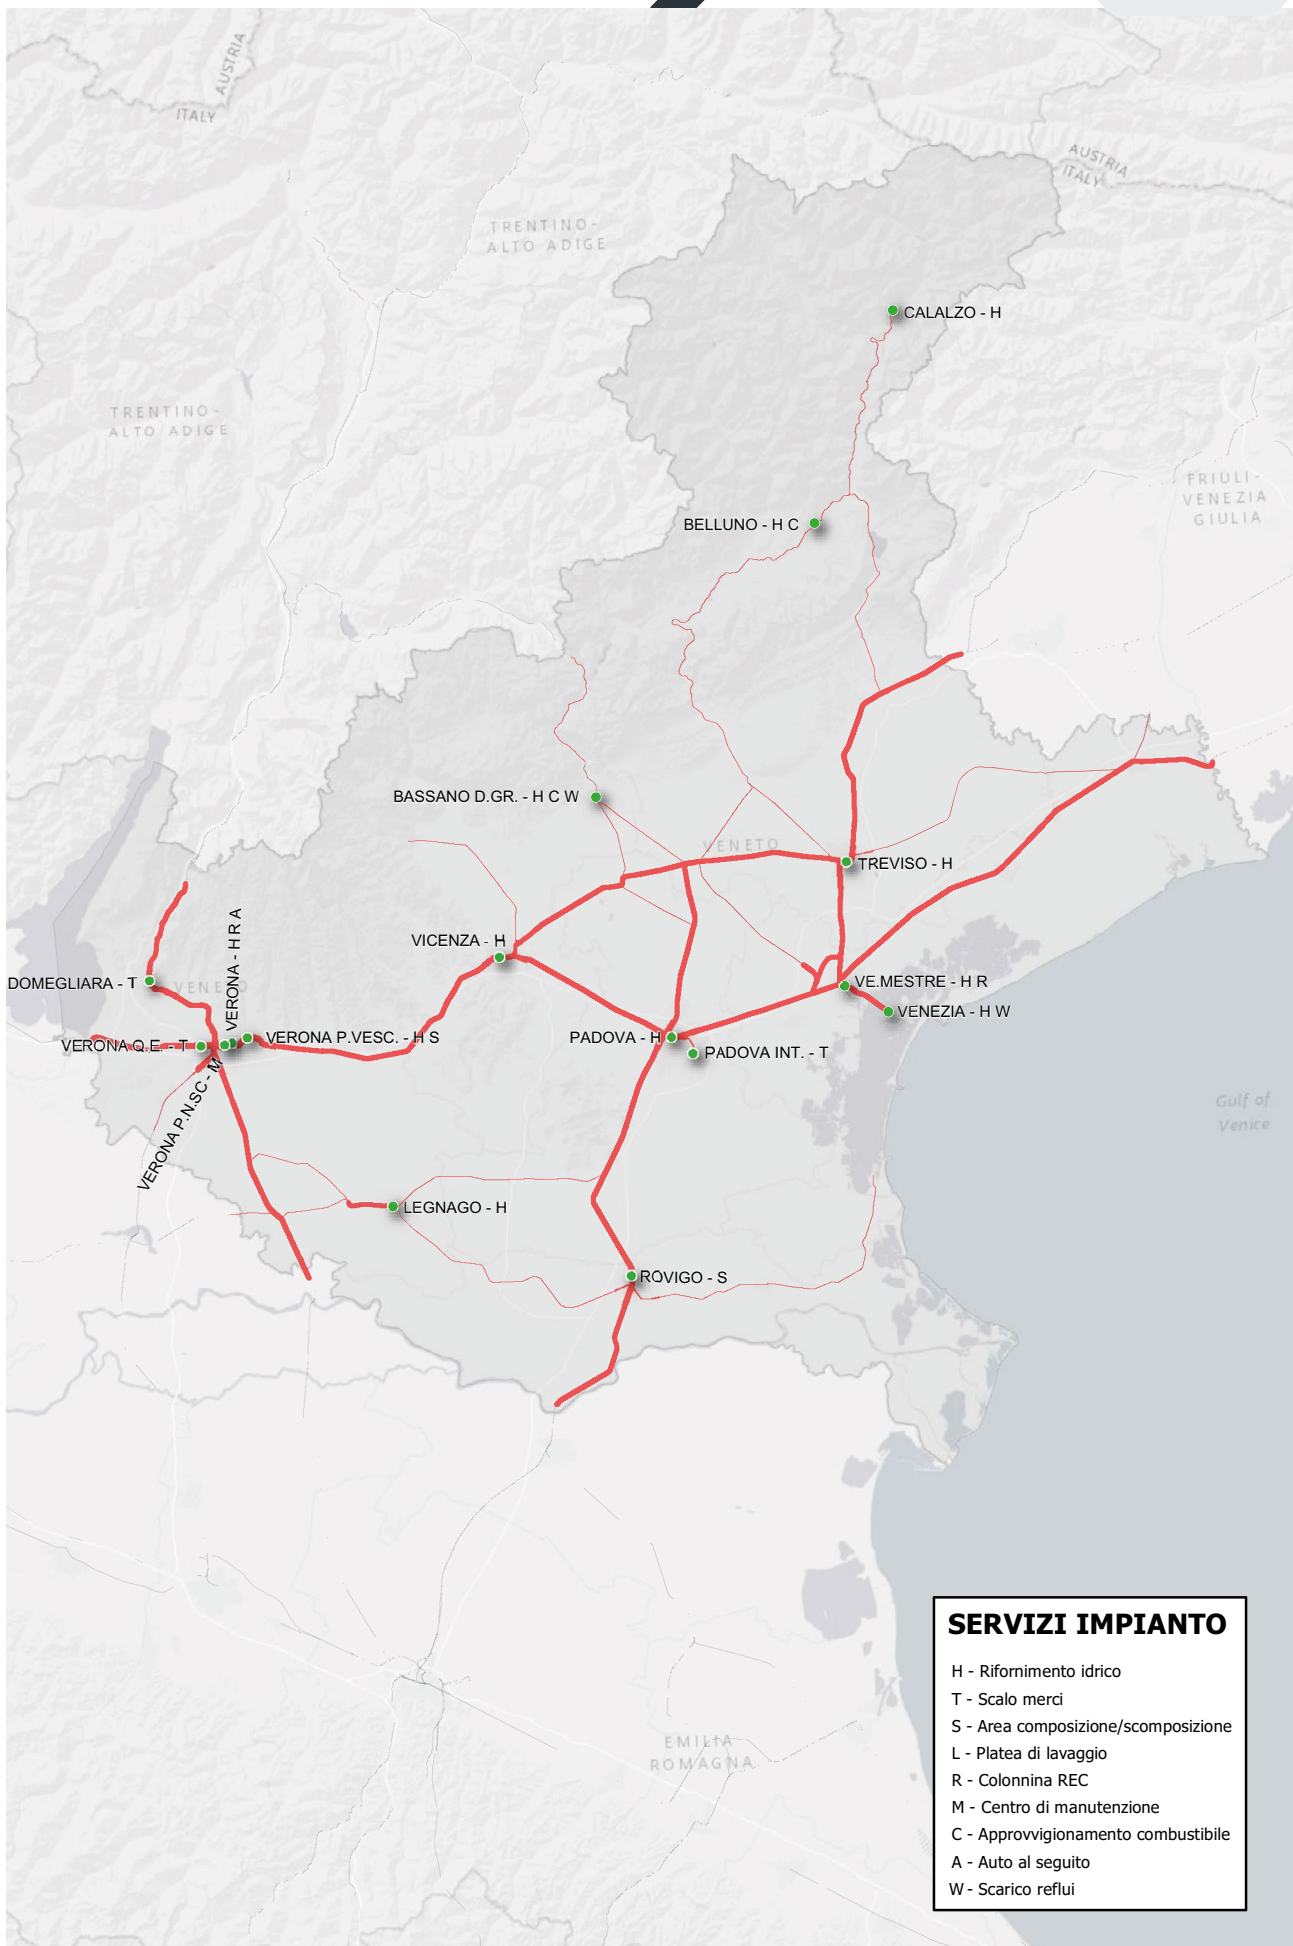 AUSTRIA
ITALY
AUSTRIA
ITALY
TRENTINO-
ALTO ADIGE
CALALZO - H
TRENTINO-
ALTO ADIGE
FRIULI-
VENEZIA
GIULIA
BELLUNO - H C
BASSANO D.GR. - H C W
VENETO
TREVISO - H
VERONA - H R A
VICENZA - H
DOMEGLIARA - T
VENETO
VE.MESTRE - H R
VENEZIA - H W
VERONA Q.E. - T
VERONA P.VESC. - H S
PADOVA - H
PADOVA INT. - T
VERONA P.N.SC - M
Gulf of
Venice
LEGNAGO - H
ROVIGO - S
EMILIA
ROMAGNA
SERVIZI IMPIANTO
H - Rifornimento idrico
T - Scalo merci
S - Area composizione/scomposizione
L - Platea di lavaggio
R - Colonnina REC
M - Centro di manutenzione
C - Approvvigionamento combustibile
A - Auto al seguito
W - Scarico reflui